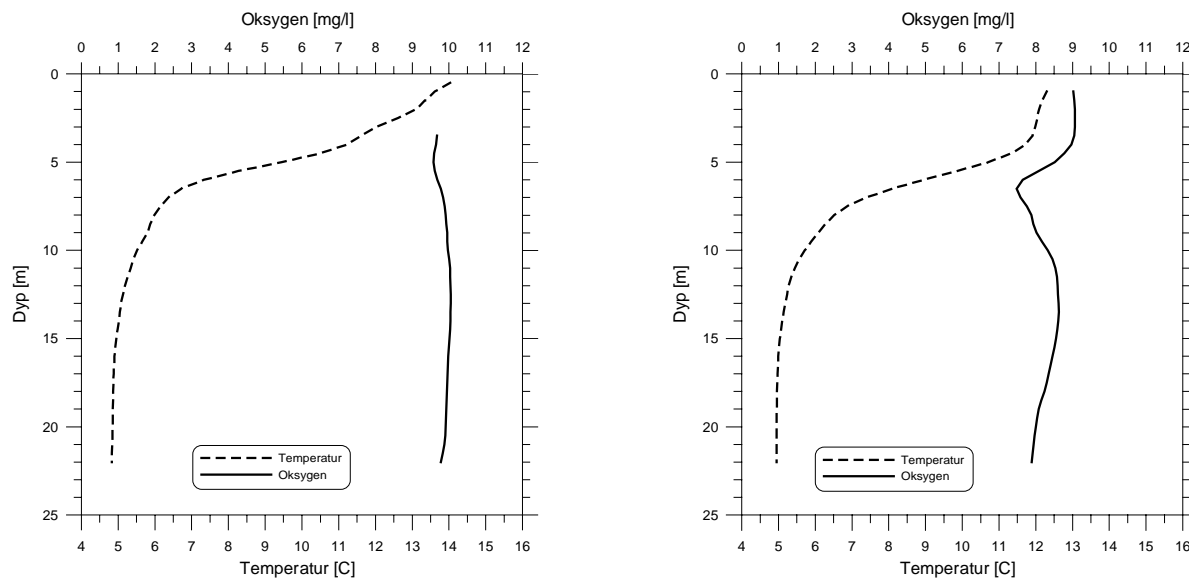 Oksygen [mg/l]
0 1 2 3 4 5 6 7 8 9 10 11 12
0
5
10
15
20
25
Dyp [m]
Temperatur
Oksygen
4 5 6 7 8 9 10 11 12 13 14 15 16
Temperatur [C]
Oksygen [mg/l]
0 1 2 3 4 5 6 7 8 9 10 11 12
0
5
10
15
20
25
Dyp [m]
Temperatur
Oksygen
4 5 6 7 8 9 10 11 12 13 14 15 16
Temperatur [C]